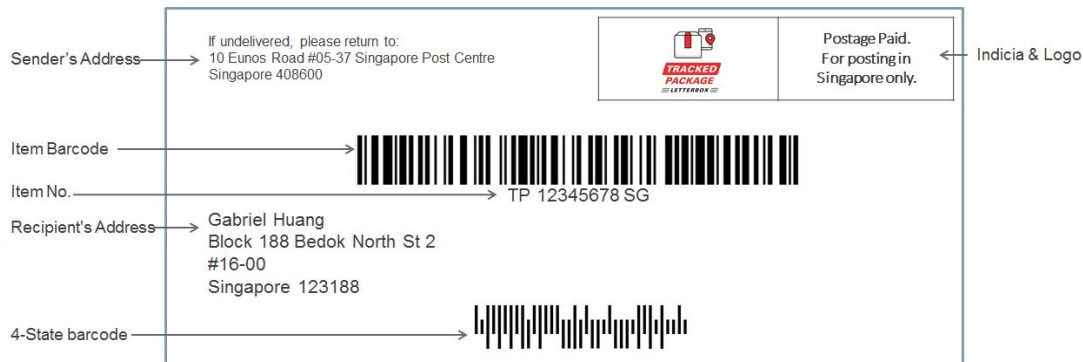 If undelivered, please return to:
Sender's Address
10 Eunos Road #05-37 Singapore Post Centre
Singapore 408600
TRACKED
PACKAGE
LETTERBOX
Postage Paid.
For posting in
Singapore only.
Indicia & Logo
Item Barcode
Item No.
TP 12345678 SG
Recipient's Address
Gabriel Huang
Block 188 Bedok North St 2
#16-00
Singapore 123188
4-State barcode